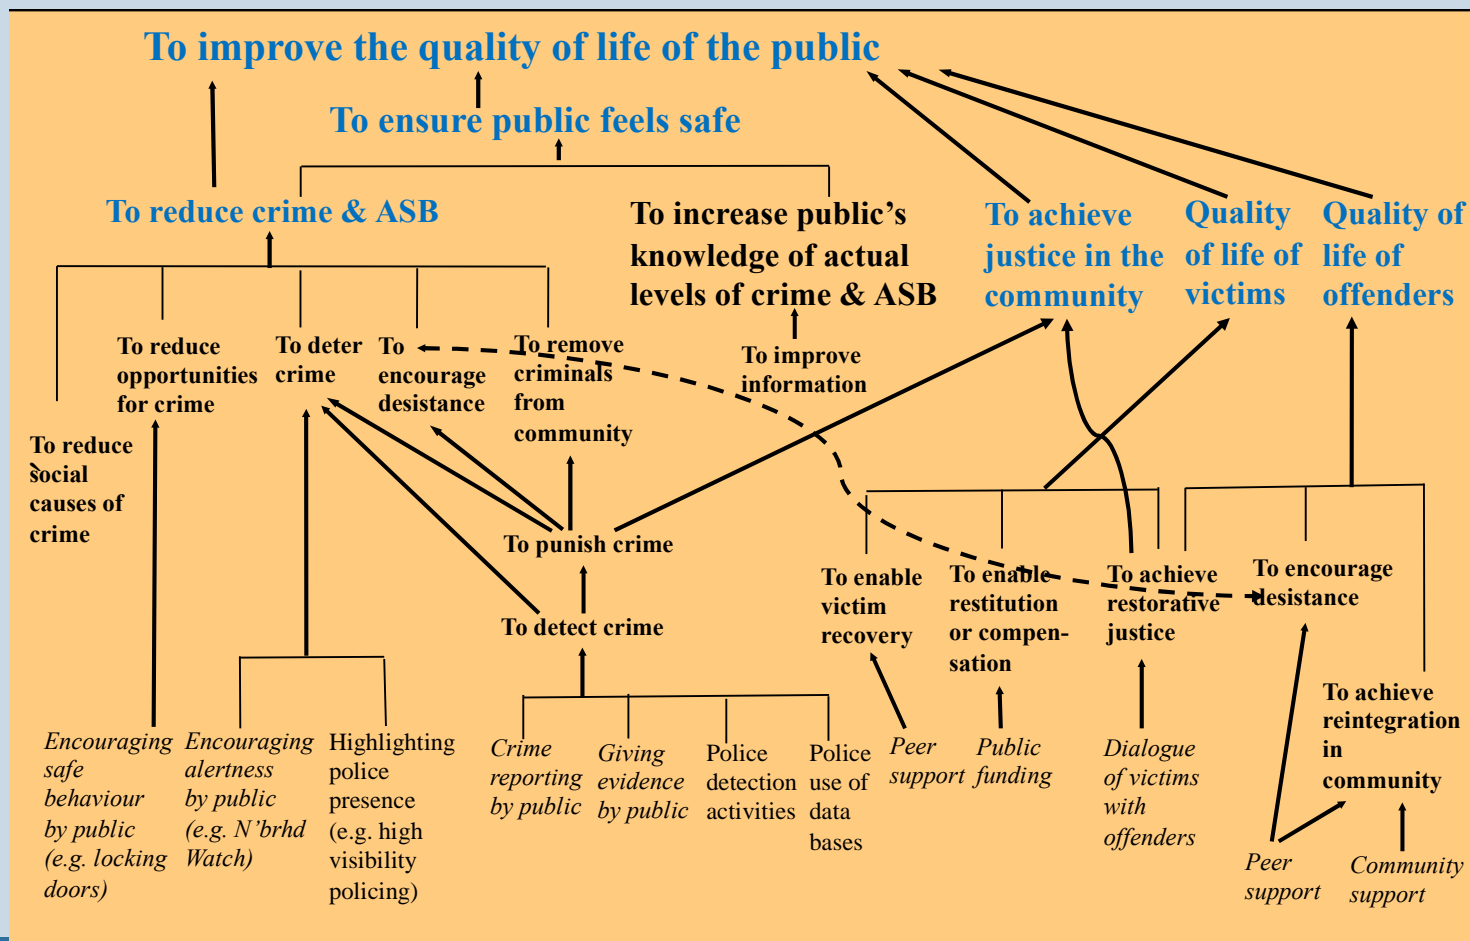 To improve the quality of life of the public
To ensure public feels safe
To reduce crime & ASB
To increase public’s
knowledge of actual
levels of crime & ASB
To achieve
justice in the
community
Quality
of life of
victims
Quality of
life of
offenders
To reduce
social
causes of
crime
To reduce
opportunities
for crime
To deter
crime
To
encourage
desistance
To remove
criminals
from
community
To improve
information
To punish crime
To detect crime
To enable
victim
recovery
To enable
restitution
or compen-
sation
To achieve
restorative
justice
To encourage
desistance
To achieve
reintegration
in
community
Encouraging
safe
behaviour
by public
(e.g. locking
doors)
Encouraging
alertness
by public
(e.g. N’brhd
Watch)
Highlighting
police
presence
(e.g. high
visibility
policing)
Crime
reporting
by public
Giving
evidence
by public
Police
detection
activities
Police
use of
data
bases
Peer
support
Public
funding
Dialogue
of victims
with
offenders
Peer
support
Community
support